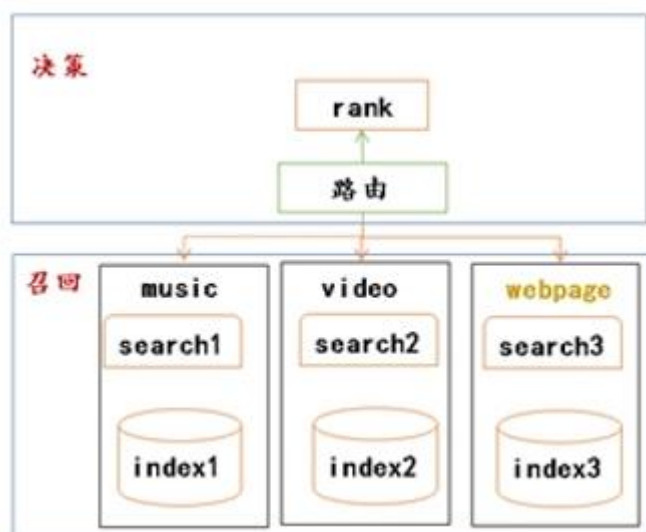 决策
rank
路由
召回
music
video
webpage
search1
search2
search3
index1
index2
index3